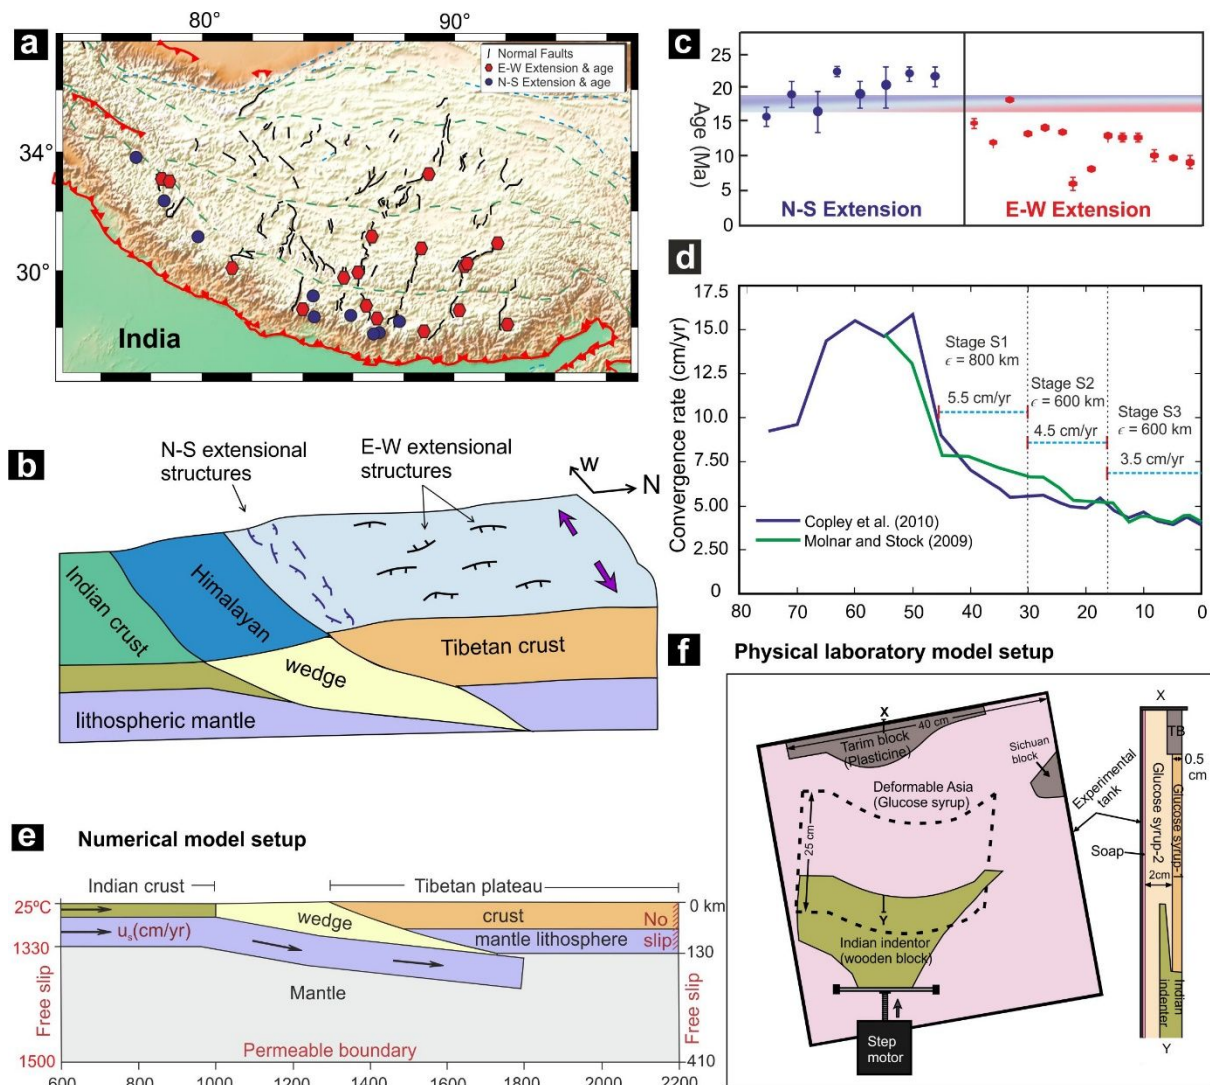 a
80°
90°
Normal Faults
E-W Extension & age
N-S Extension & age
34°
30°
India
b
N-S extensional
structures
E-W extensional
structures
W
N
Indian crust
Himalayan
wedge
Tibetan crust
lithospheric mantle
c
25
20
15
10
5
0
Age (Ma)
N-S Extension
E-W Extension
d
17.5
15.0
12.5
10.0
7.50
5.00
2.50
0
Convergence rate (cm/yr)
Stage S1
ϵ = 800 km
5.5 cm/yr
Stage S2
ϵ = 600 km
4.5 cm/yr
Stage S3
ϵ = 600 km
3.5 cm/yr
Copley et al. (2010)
Molnar and Stock (2009)
80 70 60 50 40 30 20 10 0
e Numerical model setup
Indian crust
Tibetan plateau
25ºC
1330
1500
Free slip
uₛ(cm/yr)
wedge
crust
mantle lithosphere
No
slip
Mantle
Permeable boundary
0 km
130
410
Free slip
600 800 1000 1200 1400 1600 1800 2000 2200
f Physical laboratory model setup
X
40 cm
Tarim block
(Plasticine)
Sichuan
block
Deformable Asia
(Glucose syrup)
25 cm
Y
Indian indentor
(wooden block)
Step
motor
Experimental
tank
Soap
X
TB
0.5
cm
Glucose syrup-2
Glucose syrup-1
2cm
Indian
indenter
Y